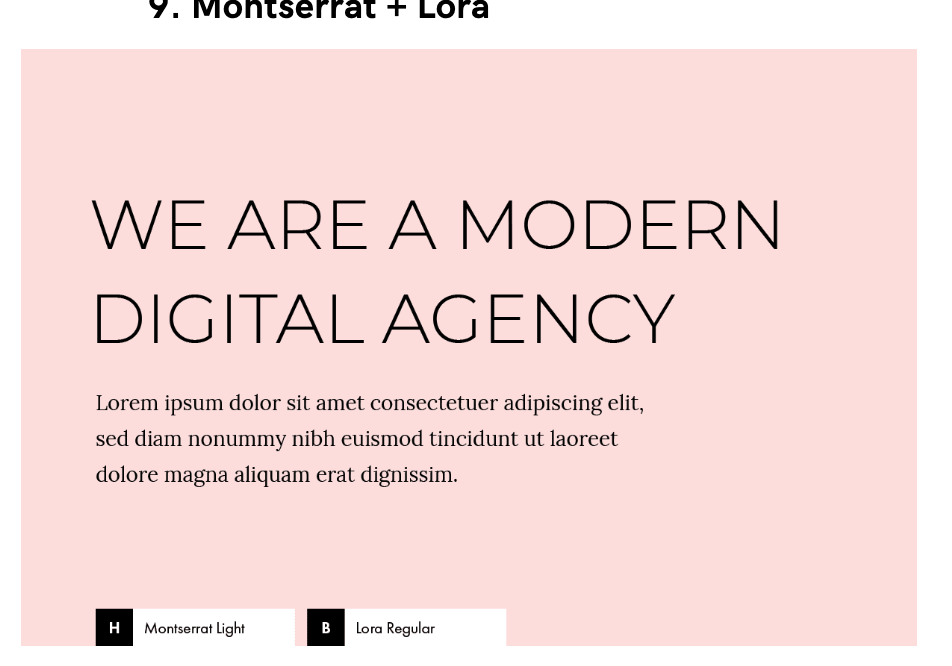 9. Montserrat + Lora
WE ARE A MODERN
DIGITAL AGENCY
Lorem ipsum dolor sit amet consectetuer adipiscing elit,
sed diam nonummy nibh euismod tincidunt ut laoreet
dolore magna aliquam erat dignissim.
H Montserrat Light B Lora Regular